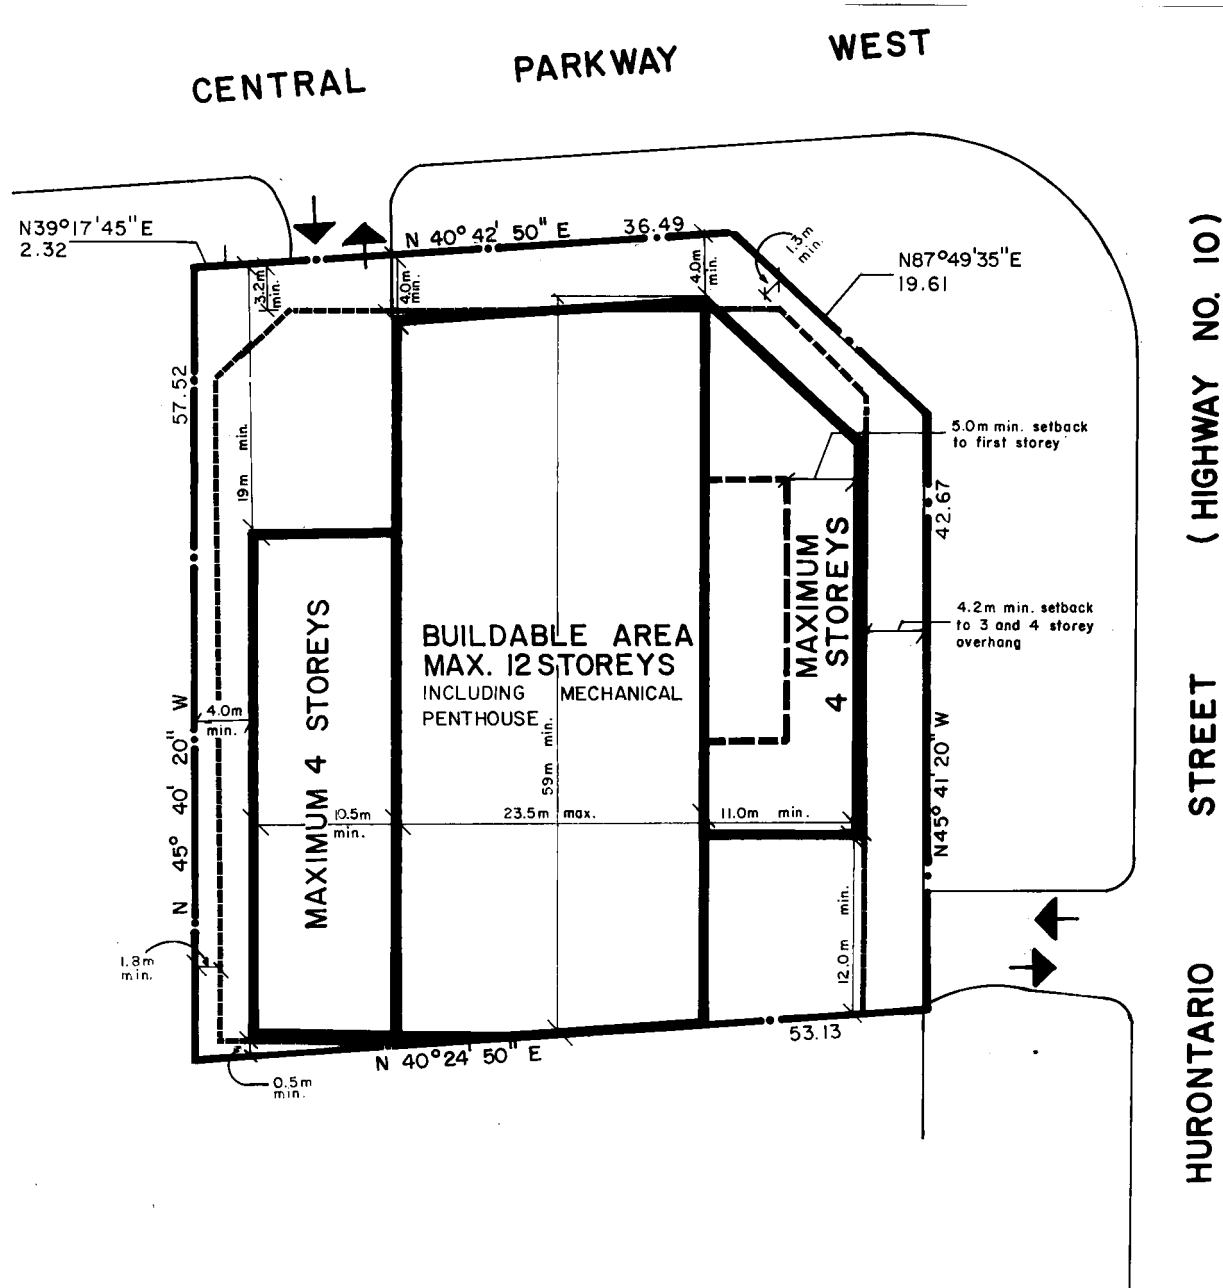 CENTRAL PARKWAY WEST
N39°17'45"E
2.32
N 40° 42' 50" E
36.49
1.3m
min.
N87°49'35"E
19.61
3.2m
min.
4.0m
min.
4.0m
min.
57.52
19m min.
5.0m min. setback
to first storey
42.67
MAXIMUM
4 STOREYS
4.2m min. setback
to 3 and 4 storey
overhang
BUILDABLE AREA
MAX. 12 STOREYS
INCLUDING MECHANICAL
PENTHOUSE
59m min.
MAXIMUM 4 STOREYS
4.0m
min.
N 45° 40' 20" W
N45° 41' 20" W
10.5m
min.
23.5m max.
11.0m min.
12.0m min.
1.8m
min.
0.5m
min.
N 40°24' 50" E
53.13
HURONTARIO STREET (HIGHWAY NO. 10)